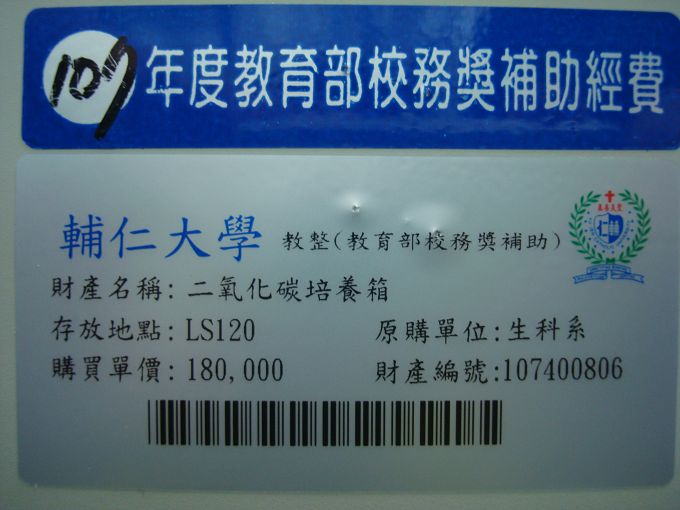 107年度教育部校務獎補助經費
輔仁大學 教整(教育部校務獎補助)
財產名稱: 二氧化碳培養箱
存放地點: LS120 原購單位:生科系
購買單價: 180,000 財產編號:107400806